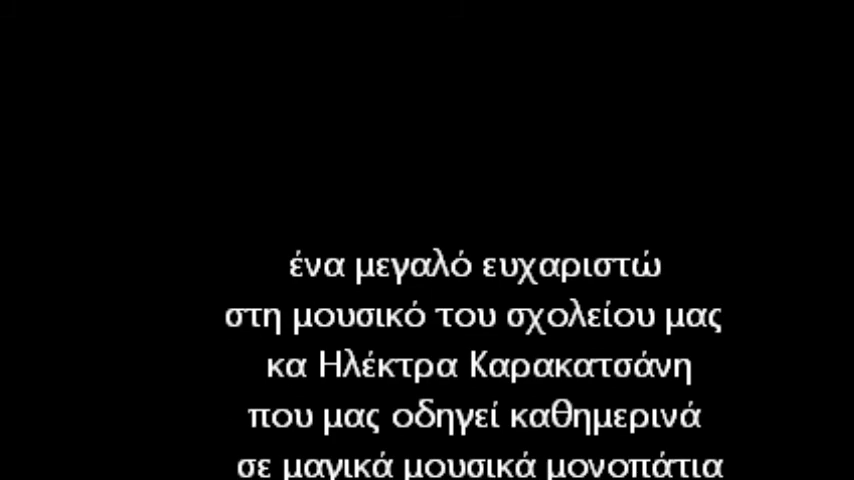 ένα μεγαλό ευχαριστώ
στη μουσικό του σχολείου μας
κα Ηλέκτρα Καρακατσάνη
που μας οδηγεί καθημερινά
σε μαγικά μουσικά μονοπάτια